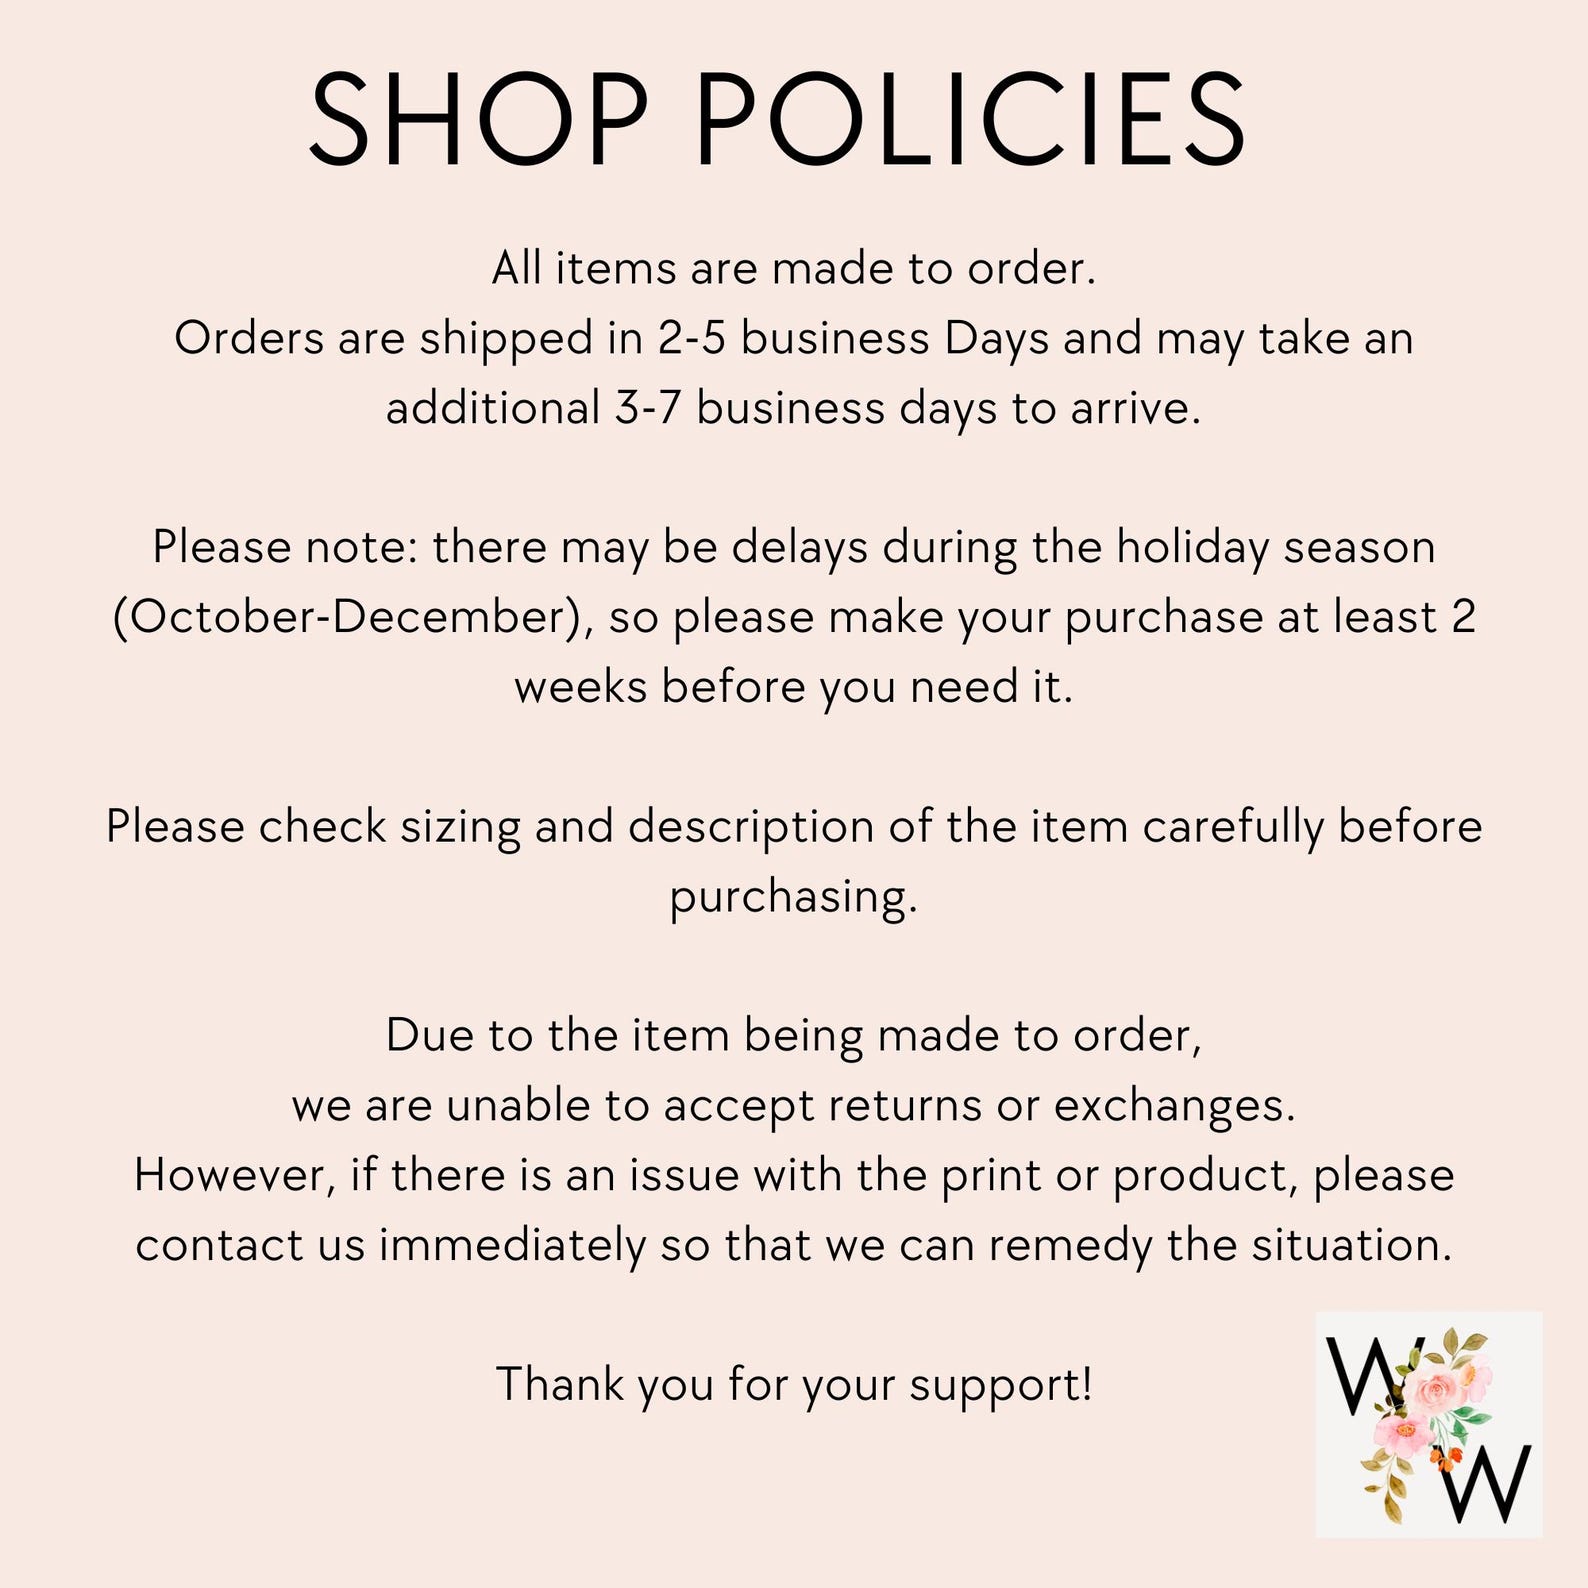 SHOP POLICIES
All items are made to order.
Orders are shipped in 2-5 business Days and may take an
additional 3-7 business days to arrive.
Please note: there may be delays during the holiday season
(October-December), so please make your purchase at least 2
weeks before you need it.
Please check sizing and description of the item carefully before
purchasing.
Due to the item being made to order,
we are unable to accept returns or exchanges.
However, if there is an issue with the print or product, please
contact us immediately so that we can remedy the situation.
Thank you for your support!
W
W